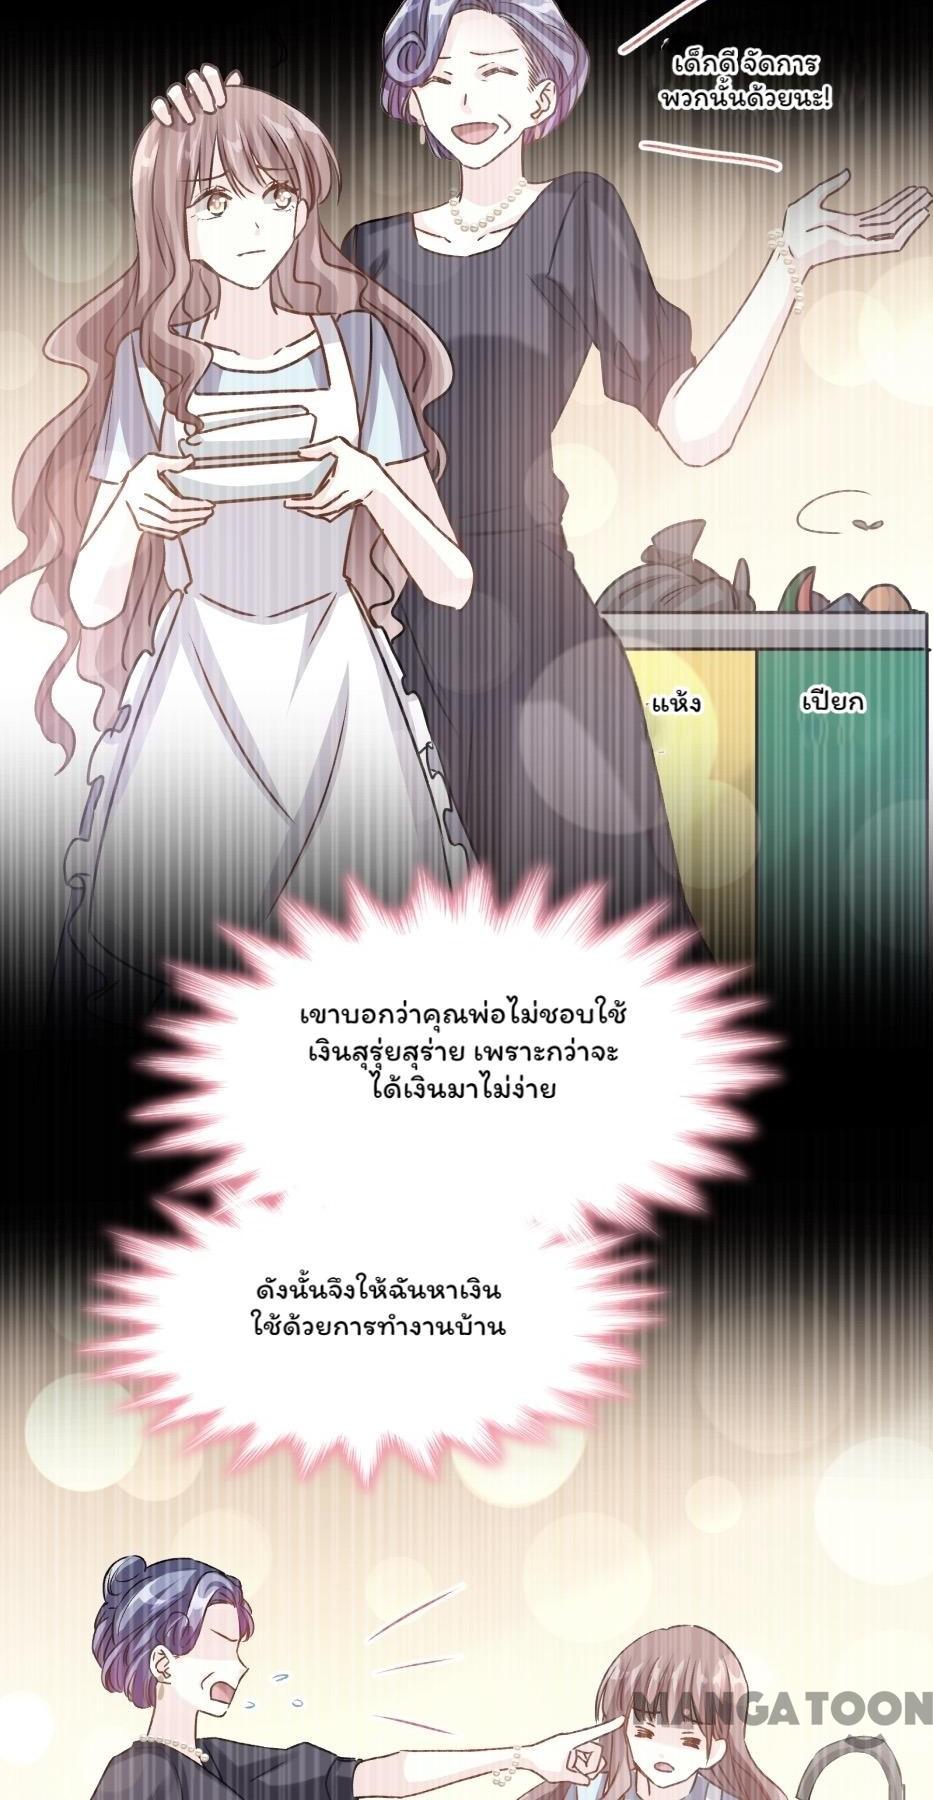 เด็กดี จัดการ
พวกนั้นด้วยนะ!
แห้ง
เปียก
เขาบอกว่าคุณพ่อไม่ชอบใช้
เงินสุรุ่ยสุร่าย เพราะกว่าจะ
ได้เงินมาไม่ง่าย
ดังนั้นจึงให้ฉันหาเงิน
ใช้ด้วยการทำงานบ้าน
MANGATOON